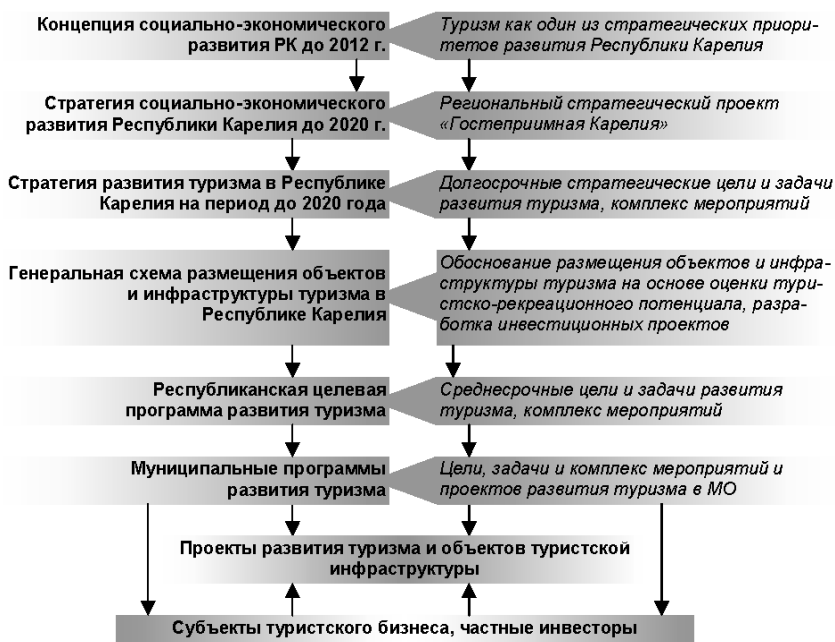 Концепция социально-экономического
развития РК до 2012 г.
Туризм как один из стратегических приори-
тетов развития Республики Карелия
Стратегия социально-экономического
развития Республики Карелия до 2020 г.
Региональный стратегический проект
«Гостеприимная Карелия»
Стратегия развития туризма в Республике
Карелия на период до 2020 года
Долгосрочные стратегические цели и задачи
развития туризма, комплекс мероприятий
Генеральная схема размещения объектов
и инфраструктуры туризма в
Республике Карелия
Обоснование размещения объектов и инфра-
структуры туризма на основе оценки тури-
стско-рекреационного потенциала, разра-
ботка инвестиционных проектов
Республиканская целевая
программа развития туризма
Среднесрочные цели и задачи развития
туризма, комплекс мероприятий
Муниципальные программы
развития туризма
Цели, задачи и комплекс мероприятий и
проектов развития туризма в МО
Проекты развития туризма и объектов туристской
инфраструктуры
Субъекты туристского бизнеса, частные инвесторы